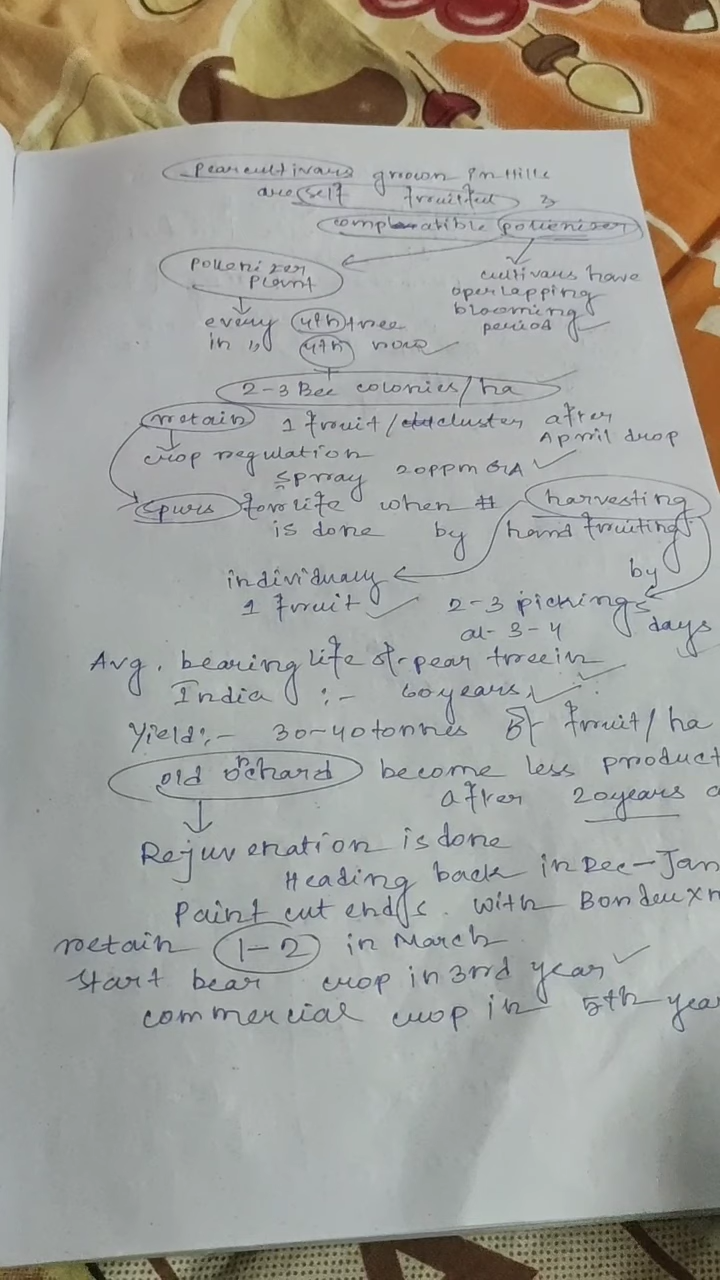 pear cultivars grown in Hills
are self fruitful &
compatible pollenizer
pollenizer
plant
cultivars have
operlapping
blooming
period
every 4th tree
in 4th row
+
2-3 Bee colonies/ha
retain 1 fruit/cluster after
April drop
crop regulation
spray 20ppm
spurs for life when harvesting
is done by hand fruiting
individually
1 fruit
by
2-3 pickings
at 3-4 days
Avg. bearing life of pear tree in
India :- 60 years
Yield:- 30-40 tonnes of fruit/ha
old orchard become less product
after 20 years
Rejuvenation is done
Heading back in Dec-Jan
Paint cut ends with Bordeux
retain 1-2 in March
start bear crop in 3rd year
commercial crop in 5th year